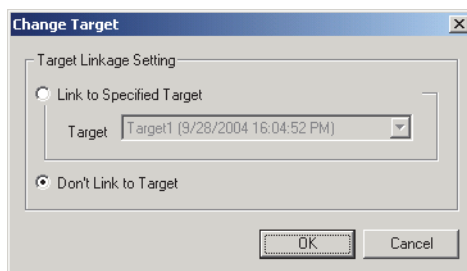 Change Target
Target Linkage Setting
Link to Specified Target
Target Target1 (9/28/2004 16:04:52 PM)
Don't Link to Target
OK Cancel